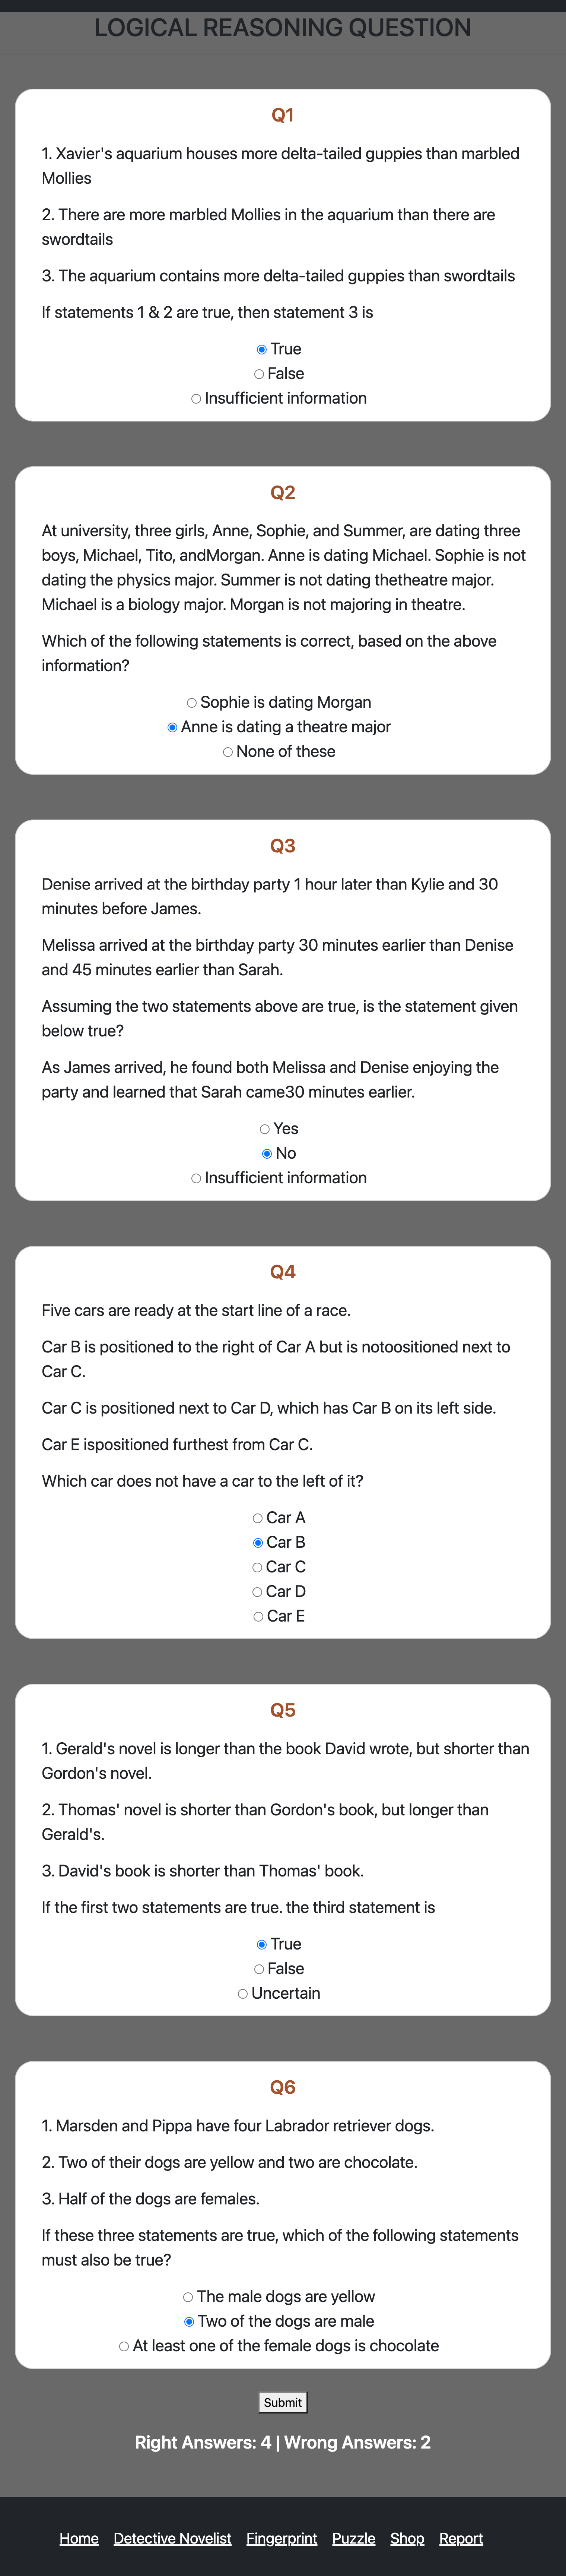 LOGICAL REASONING QUESTION
Q1
1. Xavier's aquarium houses more delta-tailed guppies than marbled
Mollies
2. There are more marbled Mollies in the aquarium than there are
swordtails
3. The aquarium contains more delta-tailed guppies than swordtails
If statements 1 & 2 are true, then statement 3 is
True
False
Insufficient information
Q2
At university, three girls, Anne, Sophie, and Summer, are dating three
boys, Michael, Tito, andMorgan. Anne is dating Michael. Sophie is not
dating the physics major. Summer is not dating thetheatre major.
Michael is a biology major. Morgan is not majoring in theatre.
Which of the following statements is correct, based on the above
information?
Sophie is dating Morgan
Anne is dating a theatre major
None of these
Q3
Denise arrived at the birthday party 1 hour later than Kylie and 30
minutes before James.
Melissa arrived at the birthday party 30 minutes earlier than Denise
and 45 minutes earlier than Sarah.
Assuming the two statements above are true, is the statement given
below true?
As James arrived, he found both Melissa and Denise enjoying the
party and learned that Sarah came30 minutes earlier.
Yes
No
Insufficient information
Q4
Five cars are ready at the start line of a race.
Car B is positioned to the right of Car A but is notoositioned next to
Car C.
Car C is positioned next to Car D, which has Car B on its left side.
Car E ispositioned furthest from Car C.
Which car does not have a car to the left of it?
Car A
Car B
Car C
Car D
Car E
Q5
1. Gerald's novel is longer than the book David wrote, but shorter than
Gordon's novel.
2. Thomas' novel is shorter than Gordon's book, but longer than
Gerald's.
3. David's book is shorter than Thomas' book.
If the first two statements are true. the third statement is
True
False
Uncertain
Q6
1. Marsden and Pippa have four Labrador retriever dogs.
2. Two of their dogs are yellow and two are chocolate.
3. Half of the dogs are females.
If these three statements are true, which of the following statements
must also be true?
The male dogs are yellow
Two of the dogs are male
At least one of the female dogs is chocolate
Submit
Right Answers: 4 | Wrong Answers: 2
Home Detective Novelist Fingerprint Puzzle Shop Report